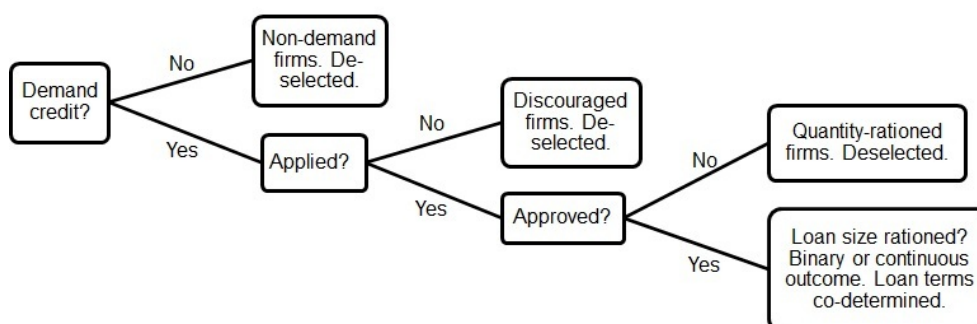 Demand
credit?
No
Non-demand
firms. De-
selected.
Yes
Applied?
No
Discouraged
firms. De-
selected.
Yes
Approved?
No
Quantity-rationed
firms. Deselected.
Yes
Loan size rationed?
Binary or continuous
outcome. Loan terms
co-determined.